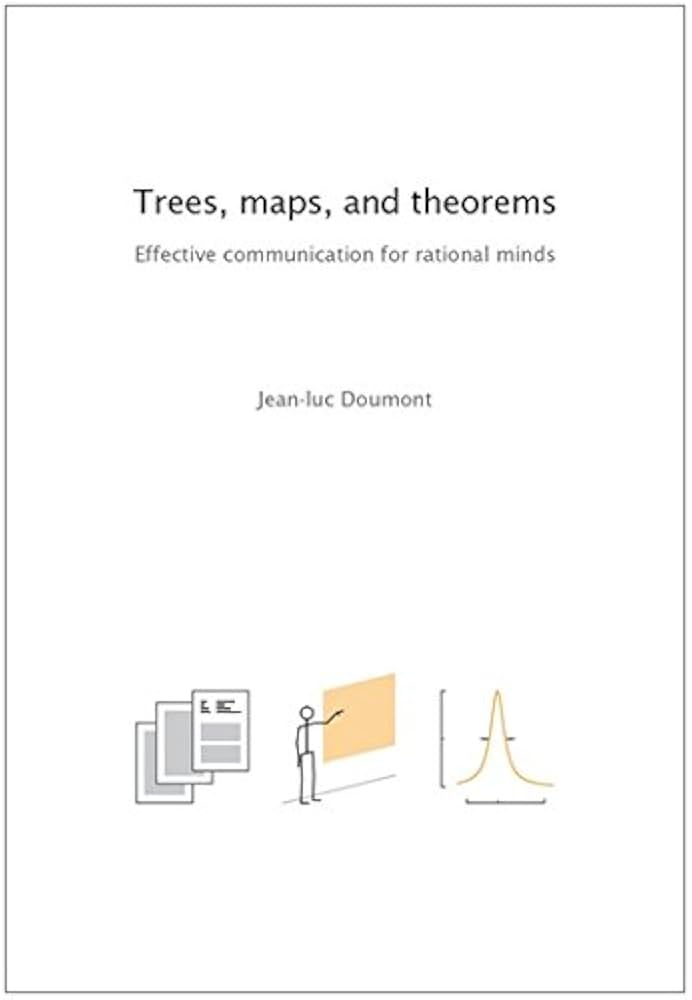 Trees, maps, and theorems
Effective communication for rational minds
Jean-luc Doumont